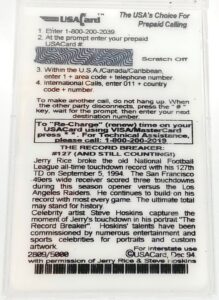 USACard
The USA's Choice For
Prepaid Calling
1. Enter 1-800-200-2039
2. At the prompt enter your prepaid
USACard #:
Scratch Off
3. Within the U.S.A./Canada/Caribbean,
enter 1 + area code + telephone number
4. International Calls, enter 011 + country
code + number
To make another call, do not hang up. When
the other party disconnects, press the " # "
key, wait for the prompt and then repeat
steps above.
To "Re-Charge" (renew) time on your
USACard using VISA/MasterCard
press * . For Technical Assistance,
please call: 1-800-200-2019
THE RECORD BREAKER:
#127 (AND STILL COUNTING!)
Jerry Rice broke the old National Football
League all-time touchdown record with his 127th
TD on September 5, 1994. The San Francisco
49ers wide receiver scored three touchdowns
during this season opener versus the Los
Angeles Raiders. He continues to build on the
record with most every game. This ultimate total
may stand for history.
Celebrity artist Steve Hoskins captures the
moment of Jerry's touchdown in his portrait "The
Record Breaker". Hoskins' talents have been
commissioned by numerous entertainment and
sports celebrities for portraits and custom
artwork.
For interstate use
2809/5000
©USACard, Dec 94.
with permission of Jerry Rice & Steve Hoskins